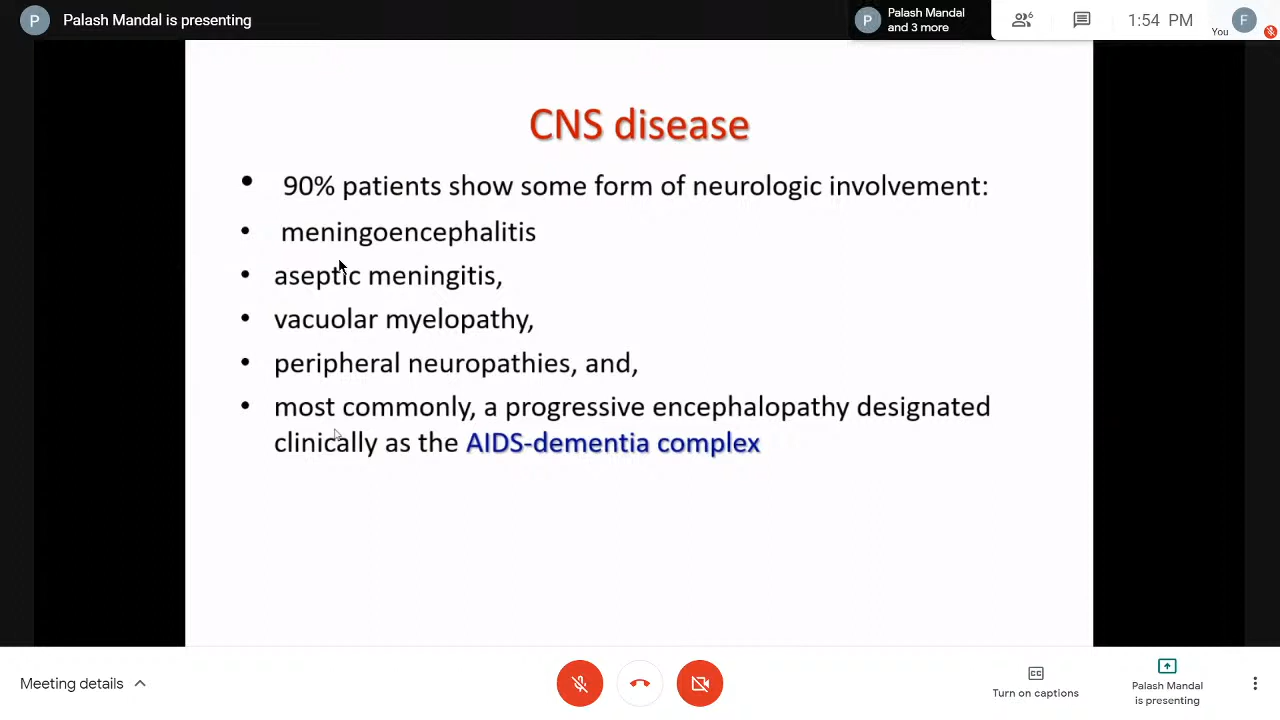 P Palash Mandal is presenting
P Palash Mandal
and 3 more
6
1:54 PM
You
F
CNS disease
• 90% patients show some form of neurologic involvement:
• meningoencephalitis
• aseptic meningitis,
• vacuolar myelopathy,
• peripheral neuropathies, and,
• most commonly, a progressive encephalopathy designated
clinically as the AIDS-dementia complex
Meeting details
CC
Turn on captions
Palash Mandal
is presenting